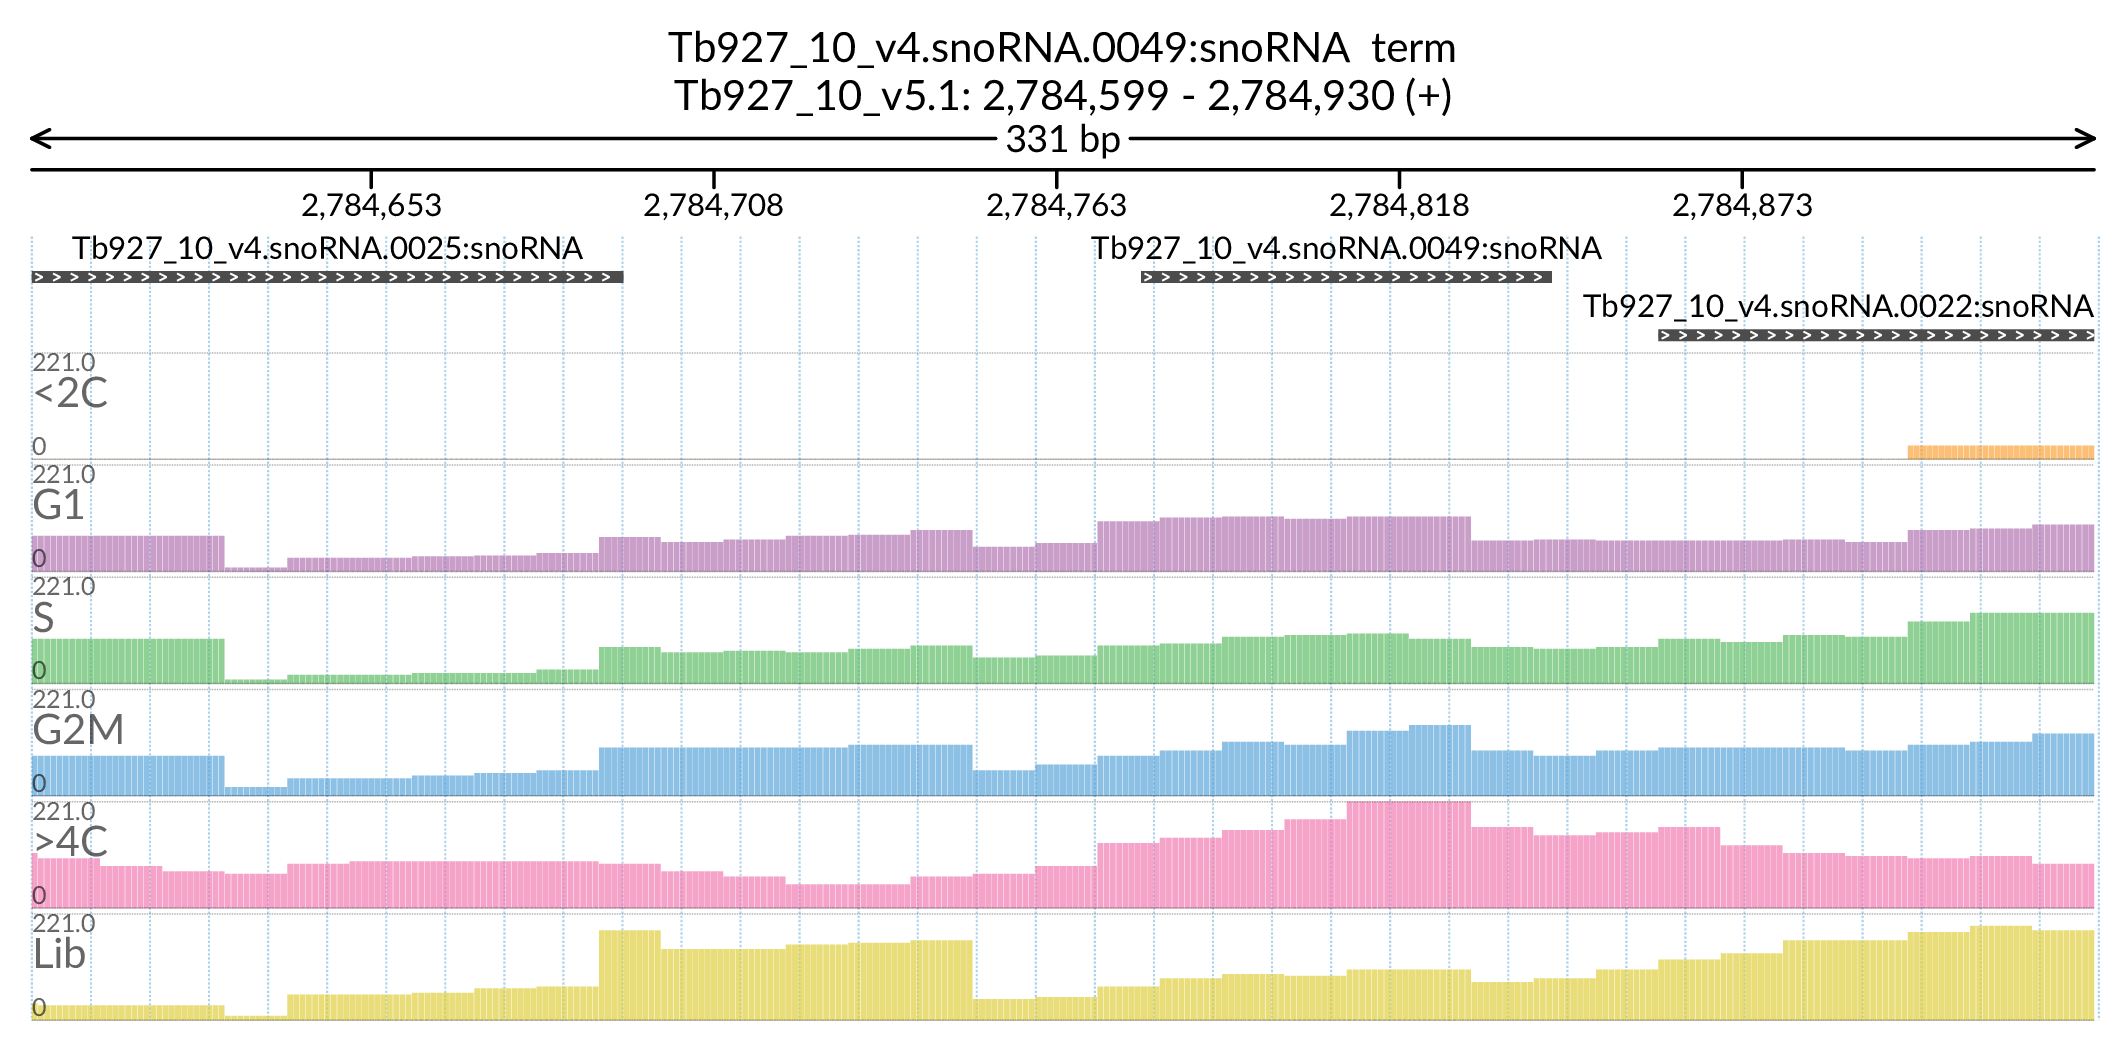 Tb927_10_v4.snoRNA.0049:snoRNA  term
Tb927_10_v5.1: 2,784,599 - 2,784,930 (+)
331 bp
2,784,653 2,784,708 2,784,763 2,784,818 2,784,873
Tb927_10_v4.snoRNA.0025:snoRNA Tb927_10_v4.snoRNA.0049:snoRNA
Tb927_10_v4.snoRNA.0022:snoRNA
221.0
<2C
0
221.0
G1
0
221.0
S
0
221.0
G2M
0
221.0
>4C
0
221.0
Lib
0